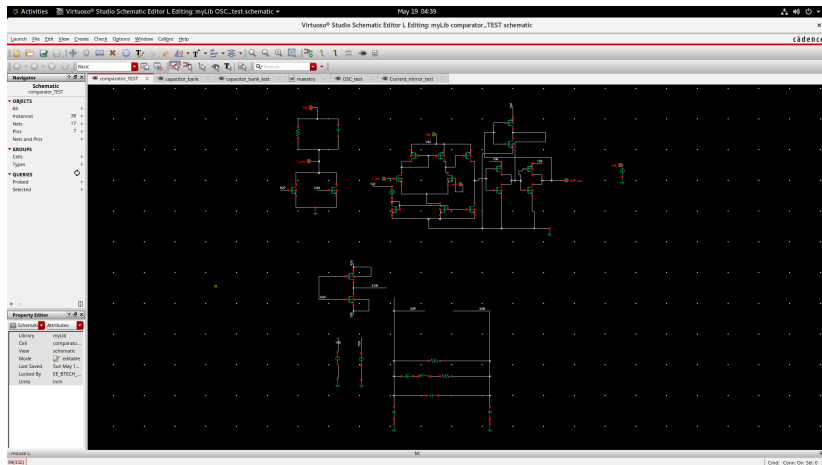 Activities Virtuoso® Studio Schematic Editor L Editing: myLib OSC_test schematic
May 19 04:39
Virtuoso® Studio Schematic Editor L Editing: myLib comparator_TEST schematic
Launch File Edit View Create Check Options Window Calibre Help
cādence
Basic
Search
Navigator
comparator_TEST
capacitor_bank
capacitor_bank_test
maestro
OSC_test
Current_mirror_test
Schematic
comparator_TEST
OBJECTS
All
Instances 38
Nets 17
Pins 7
Nets and Pins
GROUPS
Cells
Types
QUERIES
Probed
Selected
Property Editor
Schemati Attributes
Library myLib
Cell comparato...
View schematic
Mode editable
Last Saved Sun May 1...
Locked By EE_BTECH_...
Units inch
mouse L:
M:
99(332)
Cmd: Conn: On Sel: 0